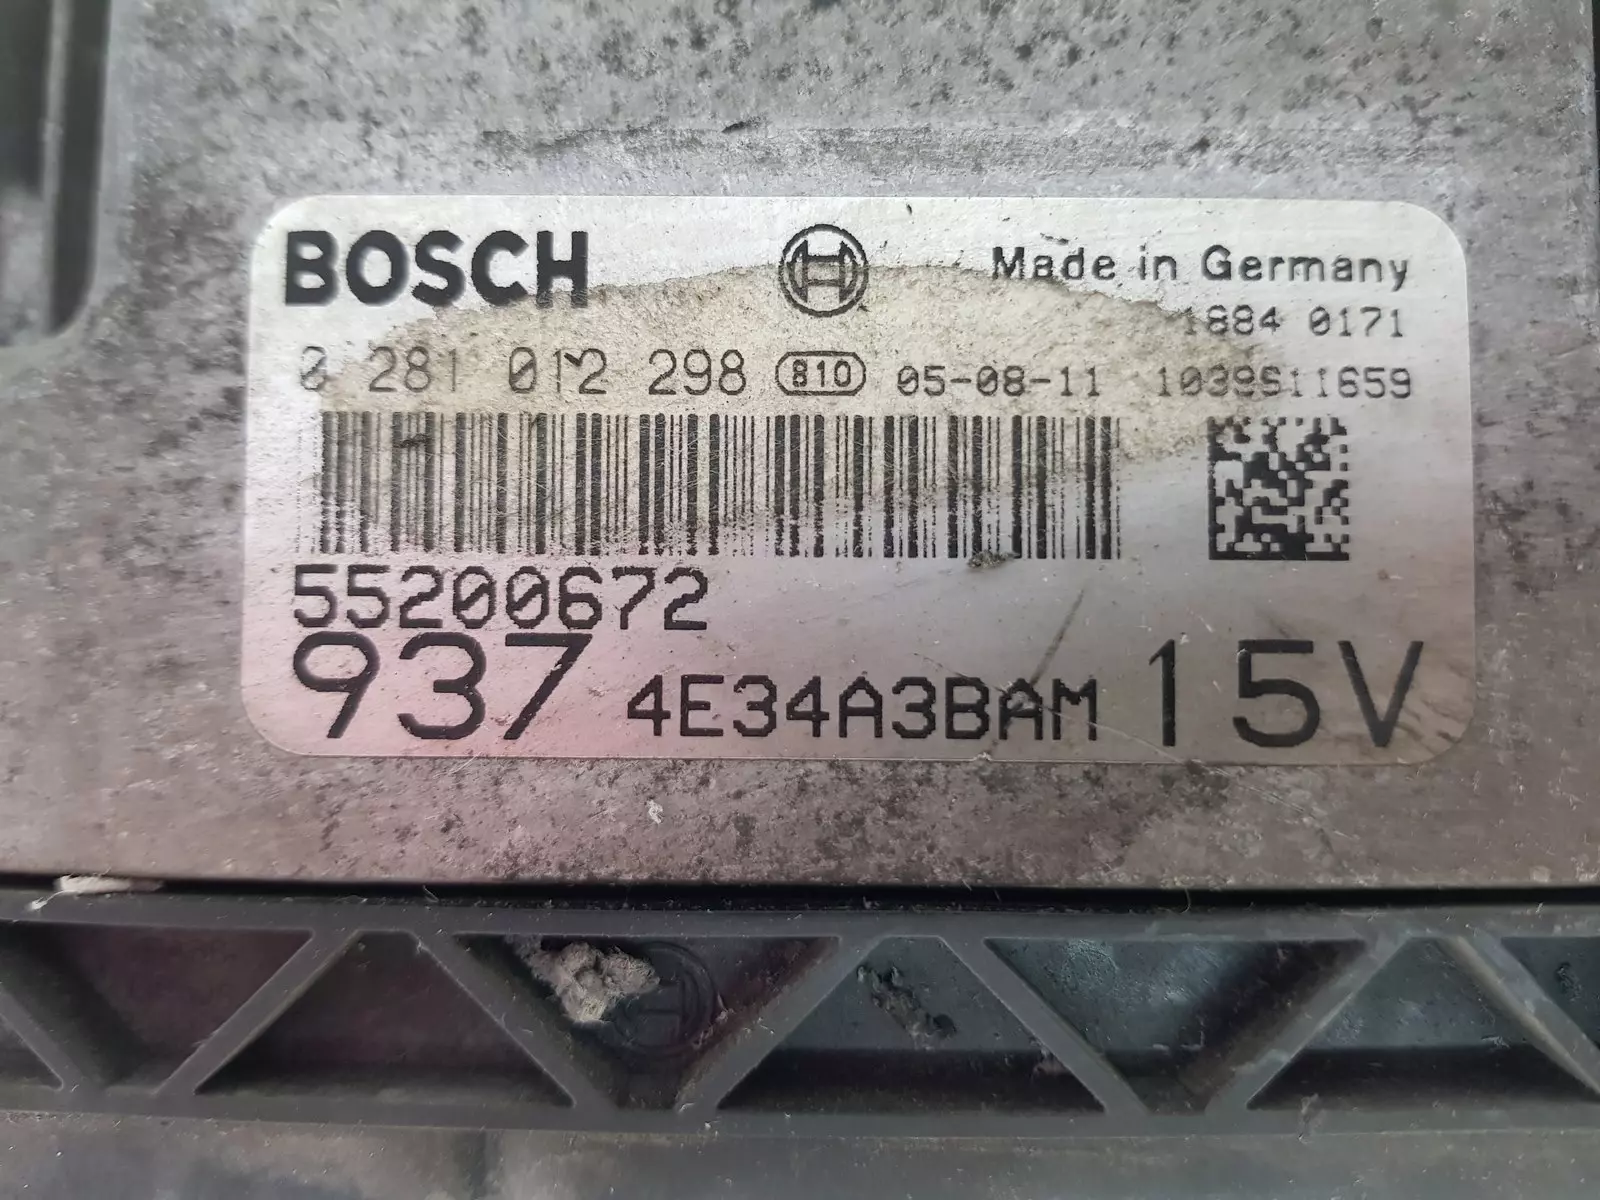 BOSCH Made in Germany
1884 0171
0 281 012 298 810 05-08-11 1039S11659
55200672
937 4E34A3BAM 15V